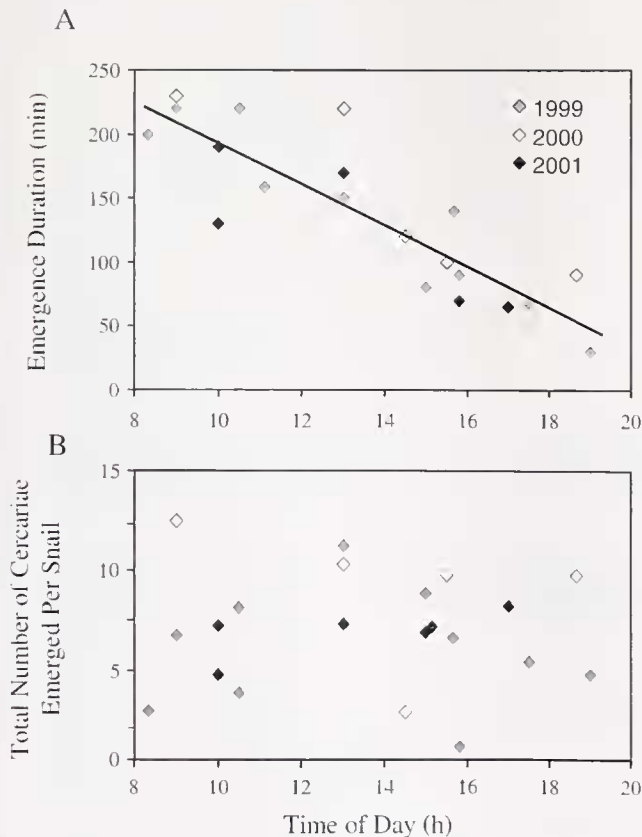 A
250
200
150
100
50
0
Emergence Duration (min)
1999
2000
2001
8 10 12 14 16 18 20
B
15
10
5
0
Total Number of Cercariae
Emerged Per Snail
8 10 12 14 16 18 20
Time of Day (h)